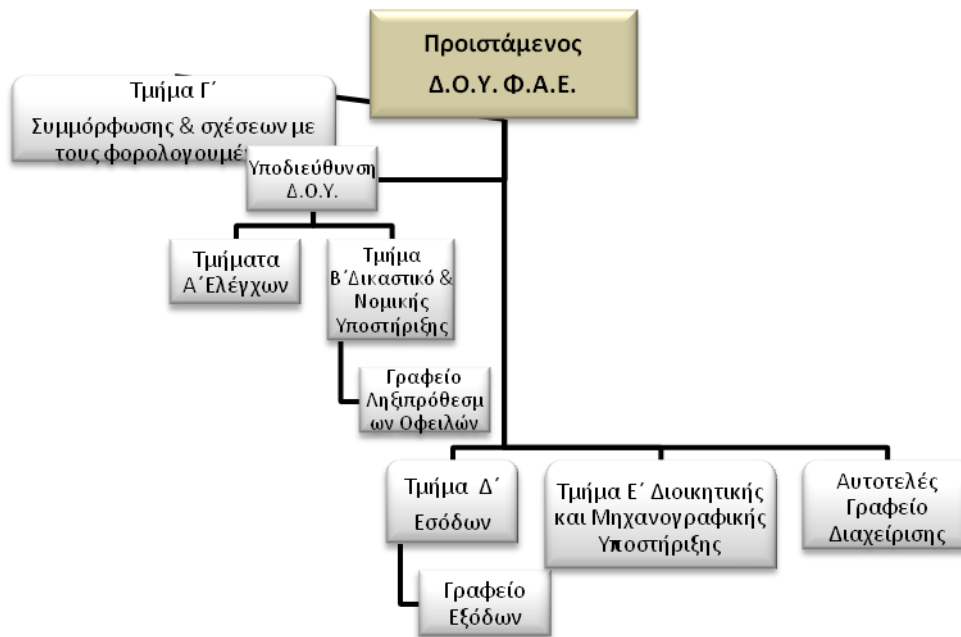 Προιστάμενος
Δ.Ο.Υ. Φ.Α.Ε.
Τμήμα Γ΄
Συμμόρφωσης & σχέσεων με
τους φορολογουμέ
Υποδιεύθυνση
Δ.Ο.Υ.
Τμήματα
Α΄Ελέγχων
Τμήμα
Β΄Δικαστικό &
Νομικής
Υποστήριξης
Γραφείο
Ληξιπρόθεσμ
ων Οφειλών
Τμήμα Δ΄
Εσόδων
Γραφείο
Εξόδων
Τμήμα Ε΄ Διοικητικής
και Μηχανογραφικής
Υποστήριξης
Αυτοτελές
Γραφείο
Διαχείρισης